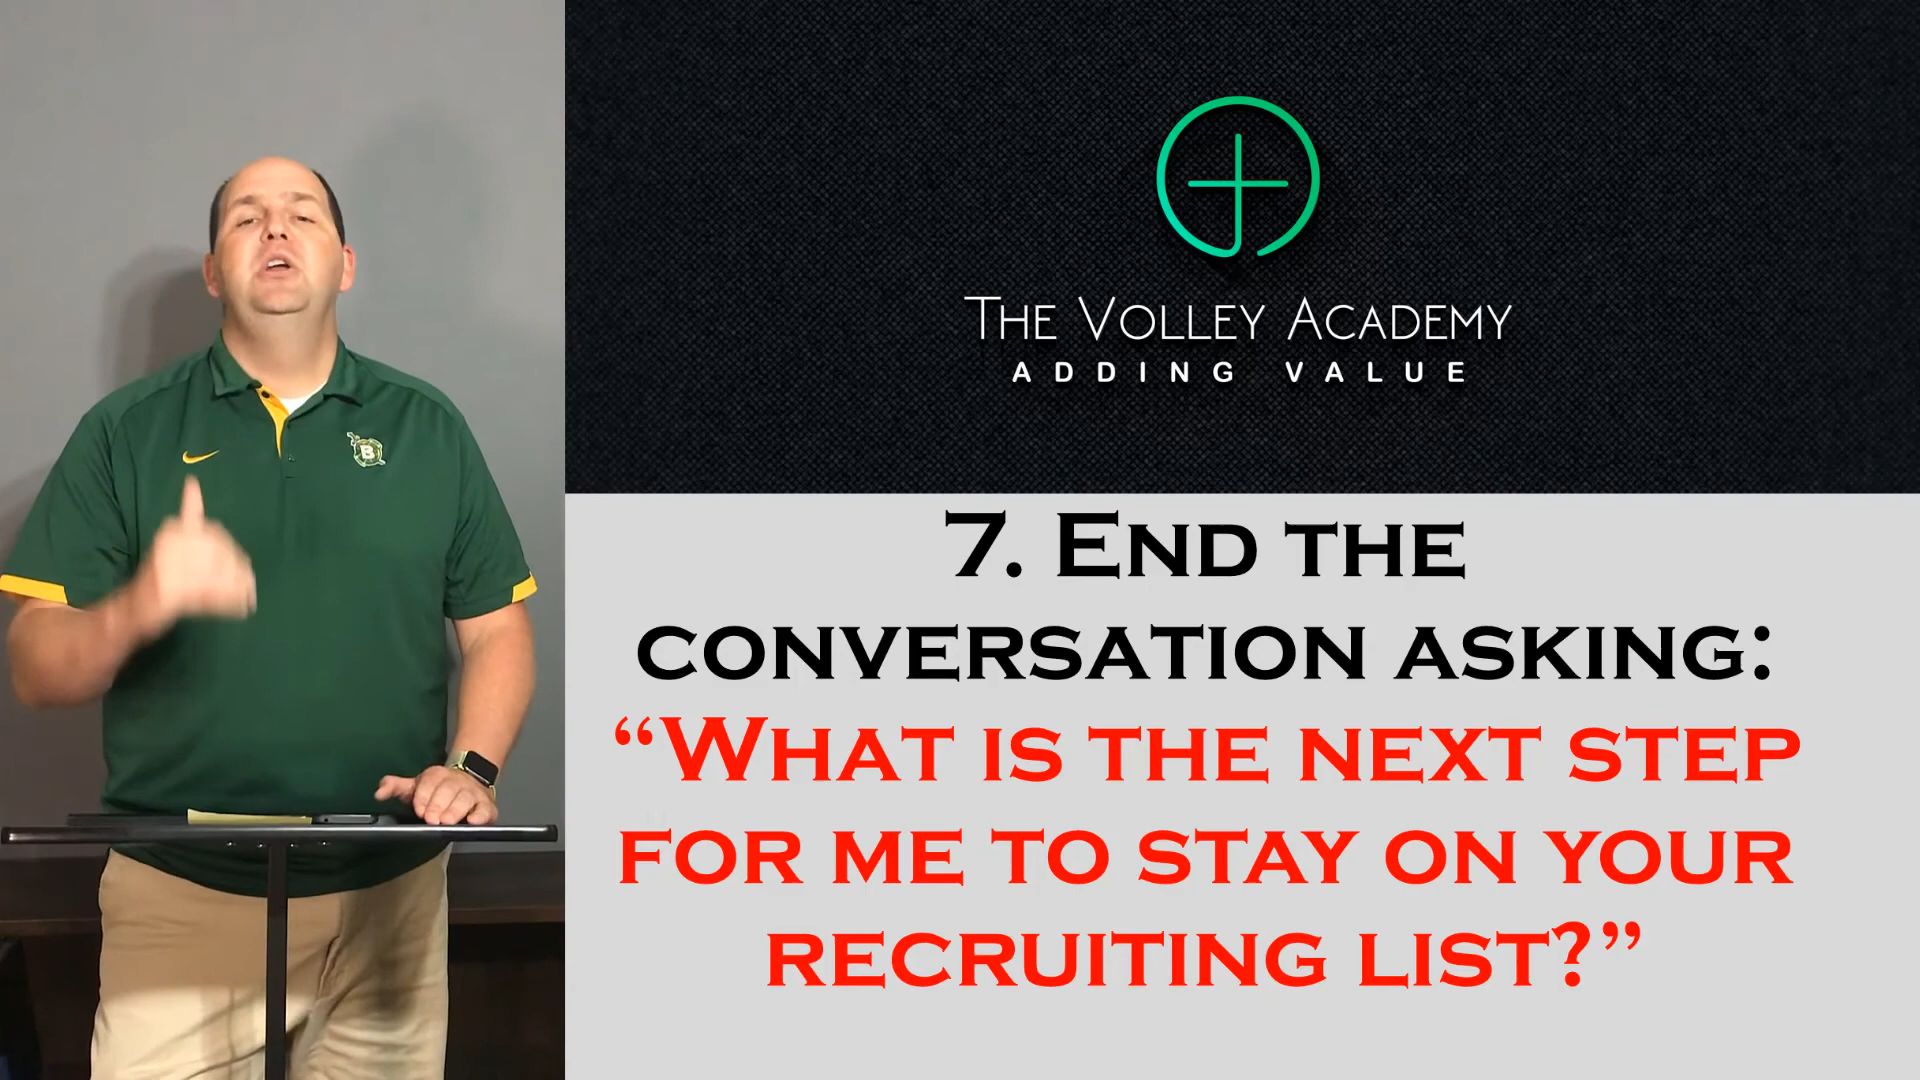 The Volley Academy
ADDING VALUE
7. End the
conversation asking:
“What is the next step
for me to stay on your
recruiting list?”
B